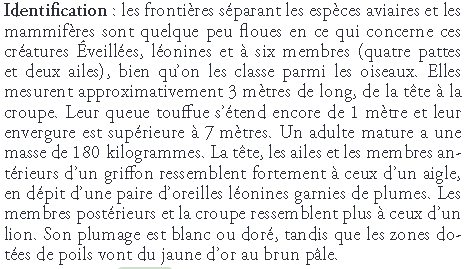 Identification : les frontières séparant les espèces aviaires et les
mammifères sont quelque peu floues en ce qui concerne ces
créatures Éveillées, léonines et à six membres (quatre pattes
et deux ailes), bien qu'on les classe parmi les oiseaux. Elles
mesurent approximativement 3 mètres de long, de la tête à la
croupe. Leur queue touffue s'étend encore de 1 mètre et leur
envergure est supérieure à 7 mètres. Un adulte mature a une
masse de 180 kilogrammes. La tête, les ailes et les membres an-
térieurs d'un griffon ressemblent fortement à ceux d'un aigle,
en dépit d'une paire d'oreilles léonines garnies de plumes. Les
membres postérieurs et la croupe ressemblent plus à ceux d'un
lion. Son plumage est blanc ou doré, tandis que les zones do-
tées de poils vont du jaune d'or au brun pâle.